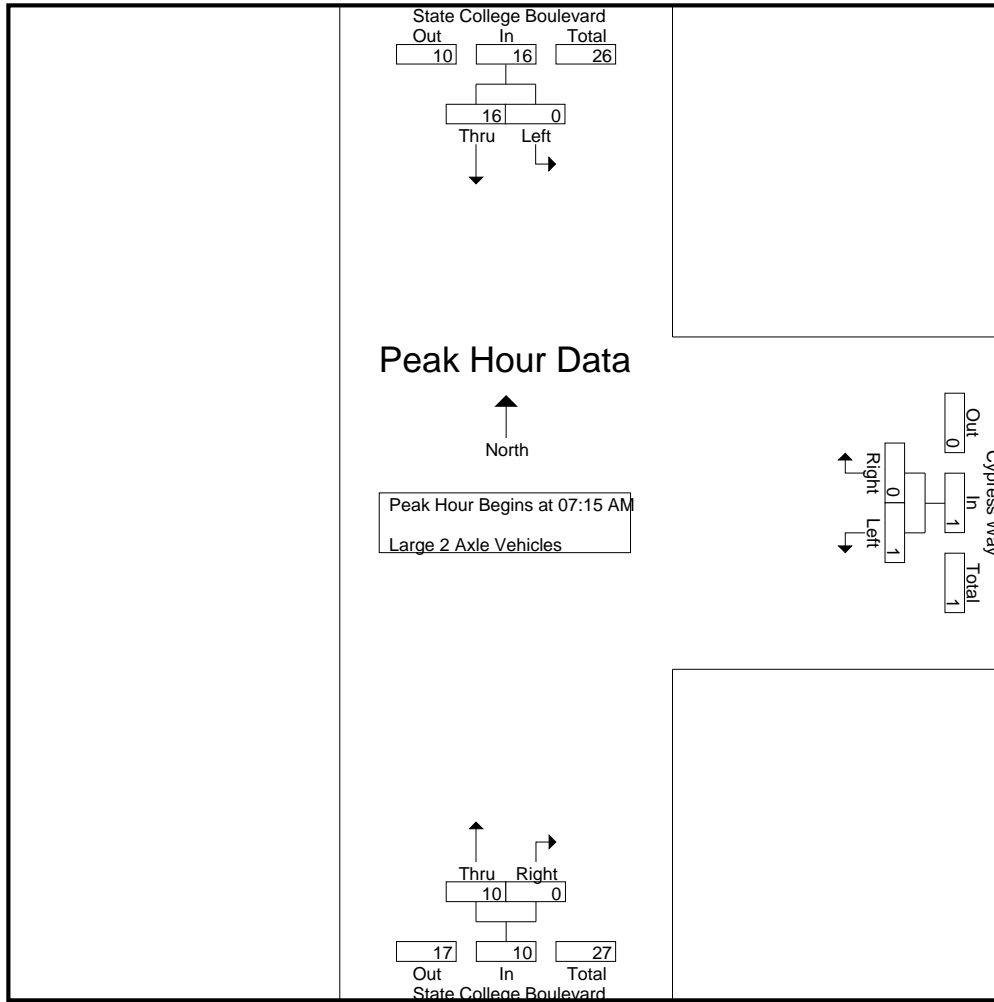 State College Boulevard
Out In Total
10 16 26
16 0
Thru Left
Peak Hour Data
North
Peak Hour Begins at 07:15 AM
Large 2 Axle Vehicles
Cypress Way
Out In Total
0 1 1
0 1
Right Left
Thru Right
10 0
17 10 27
Out In Total
State College Boulevard